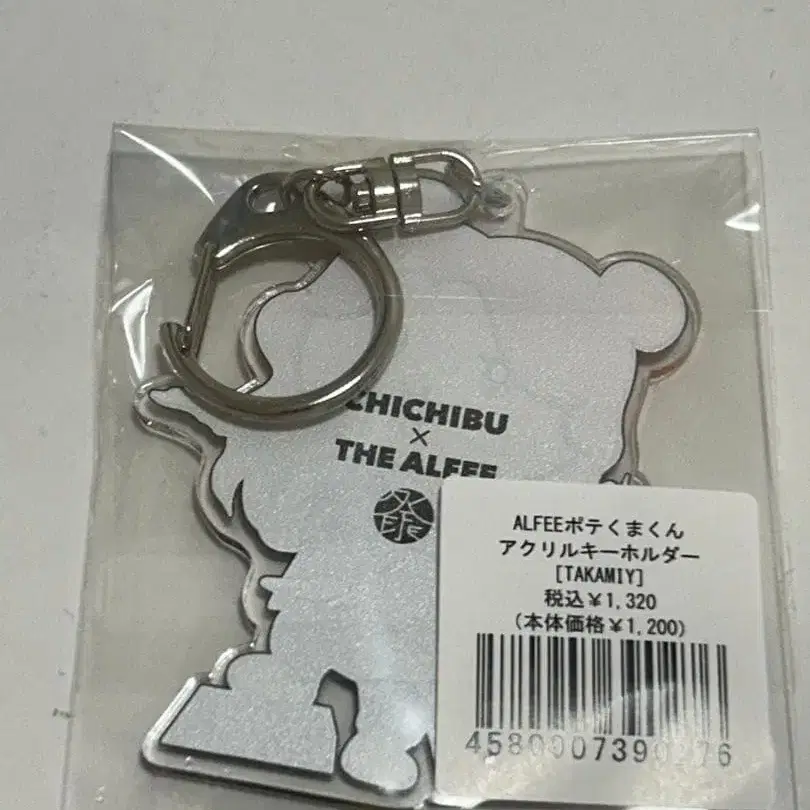 CHICHIBU
×
THE ALFEE
ALFEEポテくまくん
アクリルキーホルダー
[TAKAMIY]
税込￥1,320
(本体価格￥1,200)